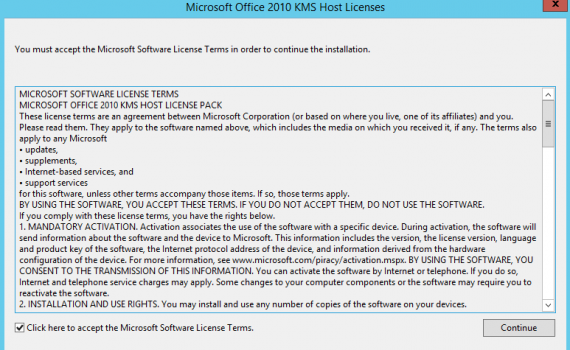 Microsoft Office 2010 KMS Host Licenses
x
You must accept the Microsoft Software License Terms in order to continue the installation.
MICROSOFT SOFTWARE LICENSE TERMS
MICROSOFT OFFICE 2010 KMS HOST LICENSE PACK
These license terms are an agreement between Microsoft Corporation (or based on where you live, one of its affiliates) and you.
Please read them. They apply to the software named above, which includes the media on which you received it, if any. The terms also
apply to any Microsoft
• updates,
• supplements,
• Internet-based services, and
• support services
for this software, unless other terms accompany those items. If so, those terms apply.
BY USING THE SOFTWARE, YOU ACCEPT THESE TERMS. IF YOU DO NOT ACCEPT THEM, DO NOT USE THE SOFTWARE.
If you comply with these license terms, you have the rights below.
1. MANDATORY ACTIVATION. Activation associates the use of the software with a specific device. During activation, the software will
send information about the software and the device to Microsoft. This information includes the version, the license version, language
and product key of the software, the Internet protocol address of the device, and information derived from the hardware
configuration of the device. For more information, see www.microsoft.com/piracy/activation.mspx. BY USING THE SOFTWARE, YOU
CONSENT TO THE TRANSMISSION OF THIS INFORMATION. You can activate the software by Internet or telephone. If you do so,
Internet and telephone service charges may apply. Some changes to your computer components or the software may require you to
reactivate the software.
2. INSTALLATION AND USE RIGHTS. You may install and use any number of copies of the software on your devices.
Click here to accept the Microsoft Software License Terms.
Continue